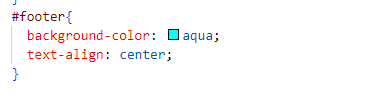 }
#footer{
background-color: aqua;
text-align: center;
}